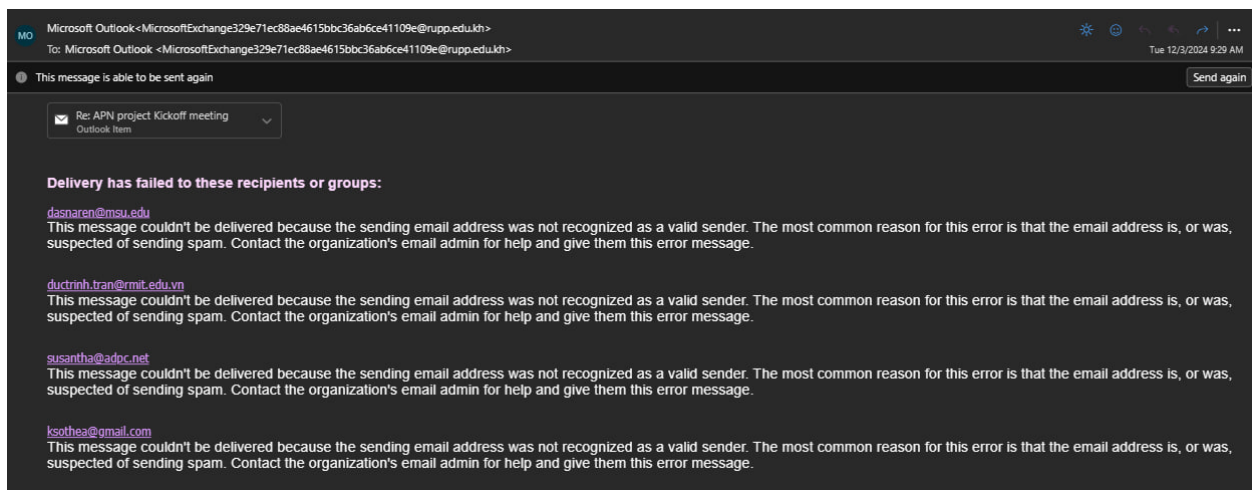 MO
Microsoft Outlook<MicrosoftExchange329e71ec88ae4615bbc36ab6ce41109e@rupp.edu.kh>
To: Microsoft Outlook <MicrosoftExchange329e71ec88ae4615bbc36ab6ce41109e@rupp.edu.kh>
Tue 12/3/2024 9:29 AM
This message is able to be sent again
Send again
Re: APN project Kickoff meeting
Outlook Item
Delivery has failed to these recipients or groups:
dasnaren@msu.edu
This message couldn't be delivered because the sending email address was not recognized as a valid sender. The most common reason for this error is that the email address is, or was,
suspected of sending spam. Contact the organization's email admin for help and give them this error message.
ductrinh.tran@rmit.edu.vn
This message couldn't be delivered because the sending email address was not recognized as a valid sender. The most common reason for this error is that the email address is, or was,
suspected of sending spam. Contact the organization's email admin for help and give them this error message.
susantha@adpc.net
This message couldn't be delivered because the sending email address was not recognized as a valid sender. The most common reason for this error is that the email address is, or was,
suspected of sending spam. Contact the organization's email admin for help and give them this error message.
ksothea@gmail.com
This message couldn't be delivered because the sending email address was not recognized as a valid sender. The most common reason for this error is that the email address is, or was,
suspected of sending spam. Contact the organization's email admin for help and give them this error message.